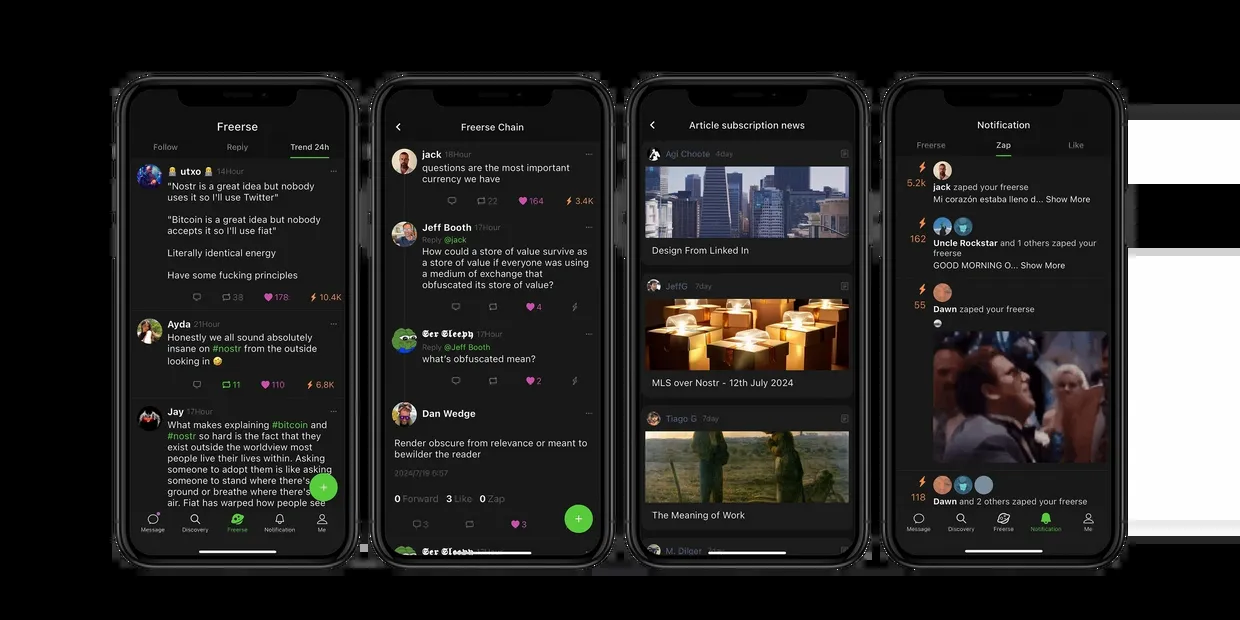 Freerse
Follow Reply Trend 24h
utxo 14Hour
"Nostr is a great idea but nobody
uses it so I'll use Twitter"
"Bitcoin is a great idea but nobody
accepts it so I'll use fiat"
Literally identical energy
Have some fucking principles
38 178 10.4K
Ayda 21Hour
Honestly we all sound absolutely
insane on #nostr from the outside
looking in
11 110 6.8K
Jay 17Hour
What makes explaining #bitcoin and
#nostr so hard is the fact that they
exist outside the worldview most
people live their lives within. Asking
someone to adopt them is like asking
someone to stand where there's
ground or breathe where there's
air. Fiat has warped how people see
Message Discovery Freerse Notification Me
Freerse Chain
jack 18Hour
questions are the most important
currency we have
22 164 3.4K
Jeff Booth 17Hour
Reply @jack
How could a store of value survive as
a store of value if everyone was using
a medium of exchange that
obfuscated its store of value?
4
𝕾er 𝕾leepy 17Hour
Reply @Jeff Booth
what's obfuscated mean?
2
Dan Wedge
Render obscure from relevance or meant to
bewilder the reader
2024/7/19 6:57
0 Forward 3 Like 0 Zap
3 3
𝕾er 𝕾leepy
Article subscription news
Agi Choote 4day
Design From Linked In
JeffG 7day
MLS over Nostr - 12th July 2024
Tiago G 7day
The Meaning of Work
M. Dilger
Notification
Freerse Zap Like
5.2k
jack zaped your freerse
Mi corazón estaba lleno d... Show More
162
Uncle Rockstar and 1 others zaped your
freerse
GOOD MORNING O... Show More
55
Dawn zaped your freerse
118
Dawn and 2 others zaped your freerse
Message Discovery Freerse Notification Me